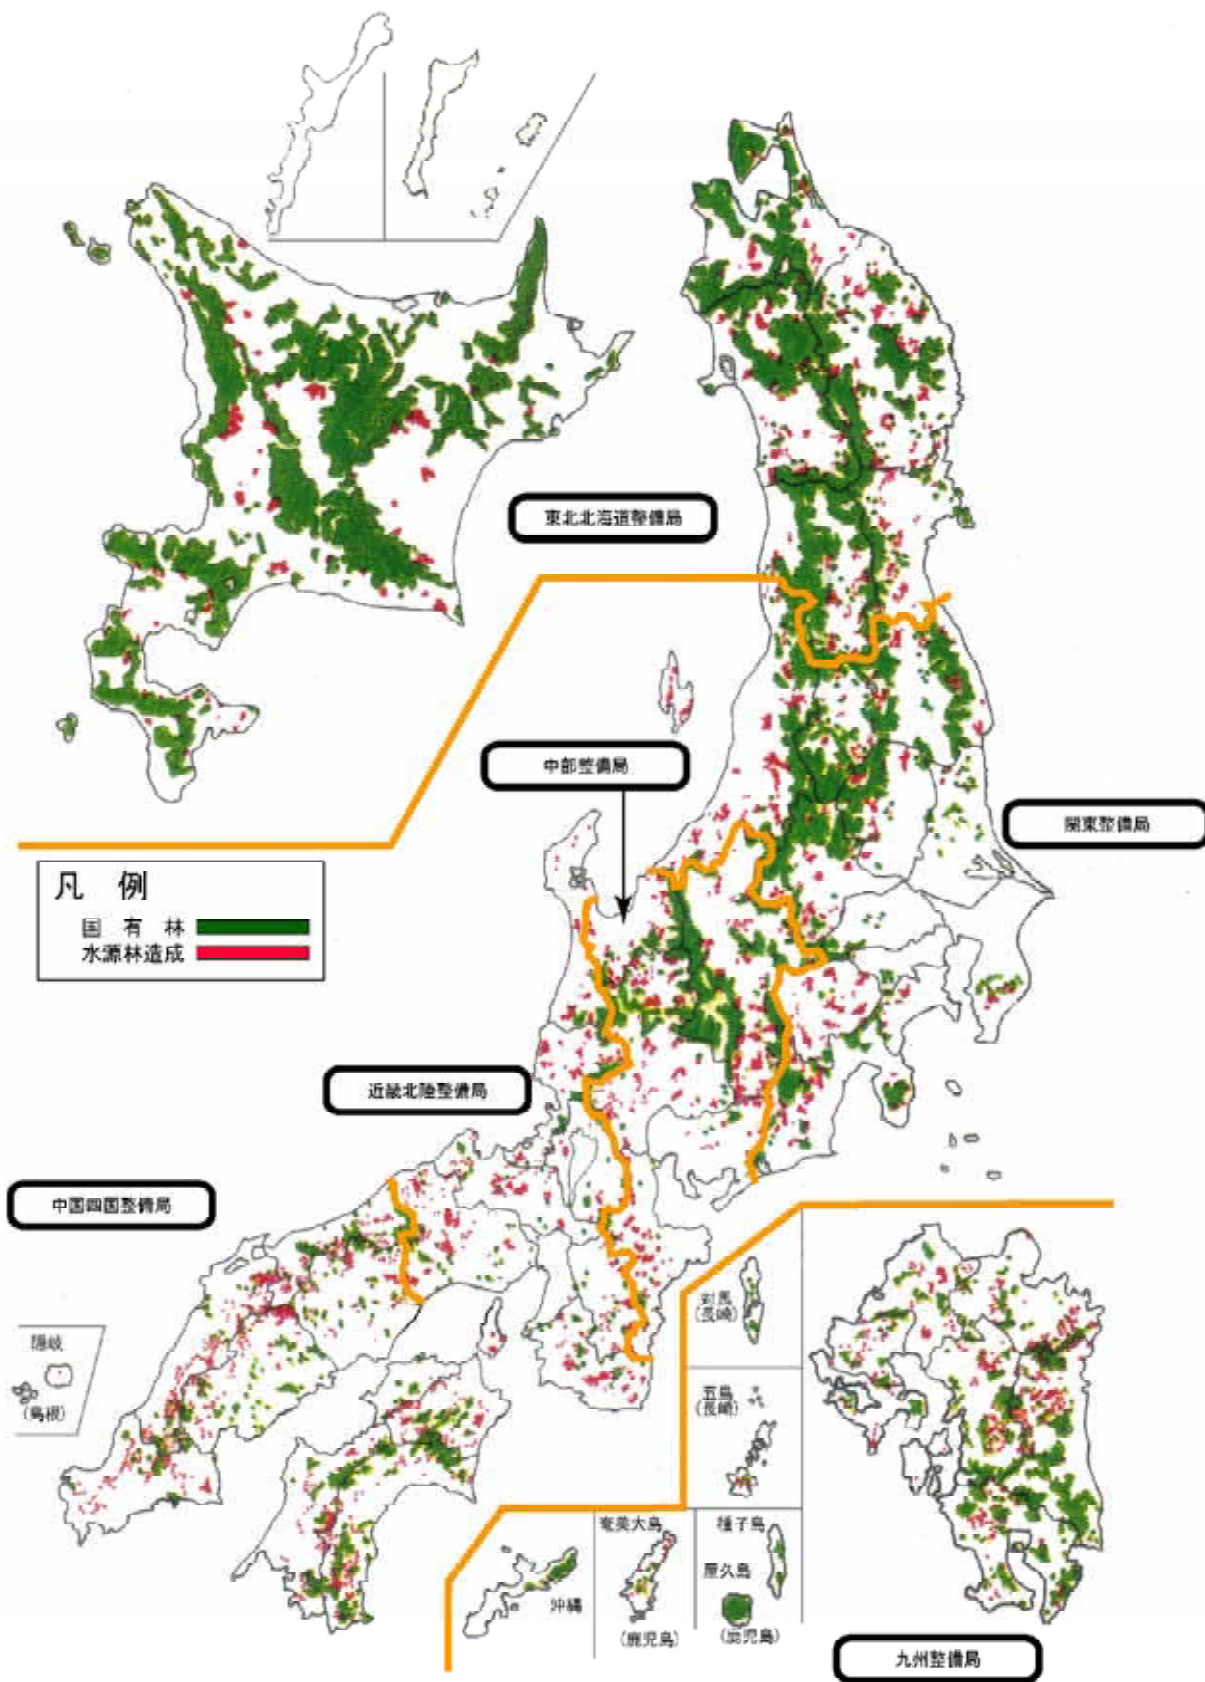 東北北海道整備局
中部整備局
関東整備局
凡 例
国 有 林
水源林造成
近畿北陸整備局
中国四国整備局
対馬
(長崎)
隠岐
(島根)
五島
(長崎)
奄美大島
種子島
屋久島
沖縄
(鹿児島)
(鹿児島)
九州整備局